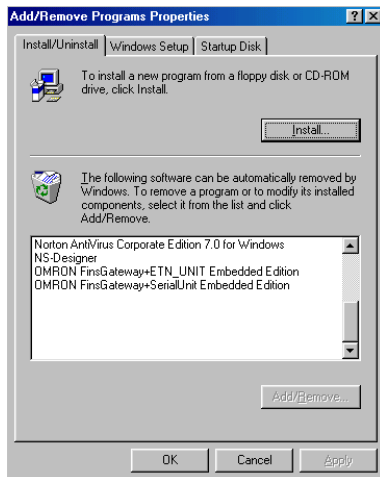 Add/Remove Programs Properties
Install/Uninstall Windows Setup Startup Disk
To install a new program from a floppy disk or CD-ROM
drive, click Install.
Install...
The following software can be automatically removed by
Windows. To remove a program or to modify its installed
components, select it from the list and click
Add/Remove.
Norton AntiVirus Corporate Edition 7.0 for Windows
NS-Designer
OMRON FinsGateway+ETN_UNIT Embedded Edition
OMRON FinsGateway+SerialUnit Embedded Edition
Add/Remove...
OK Cancel Apply